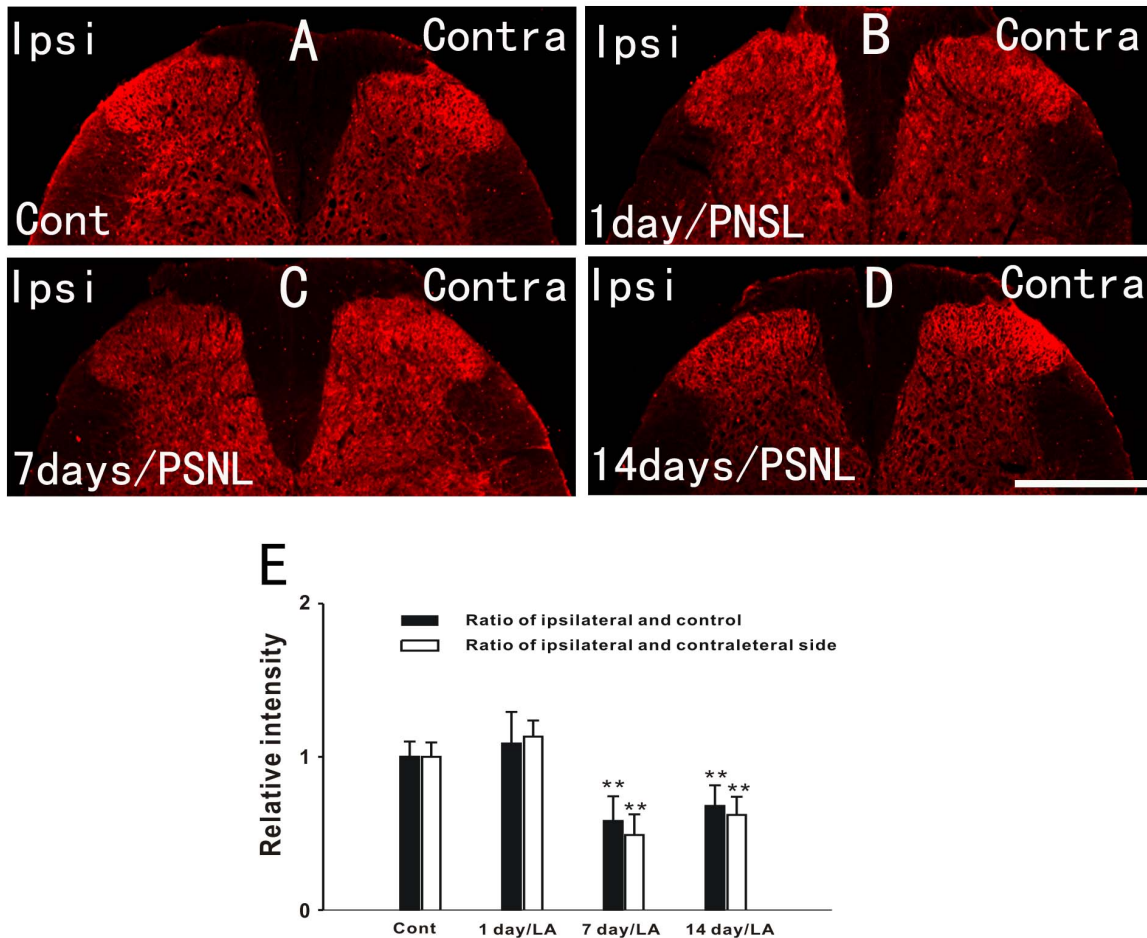 Ipsi A Contra
Cont
Ipsi B Contra
1day/PNSL
Ipsi C Contra
7days/PSNL
Ipsi D Contra
14days/PSNL
E
2
1
0
Relative intensity
Ratio of ipsilateral and control
Ratio of ipsilateral and contraleteral side
** **
** **
Cont 1 day/LA 7 day/LA 14 day/LA